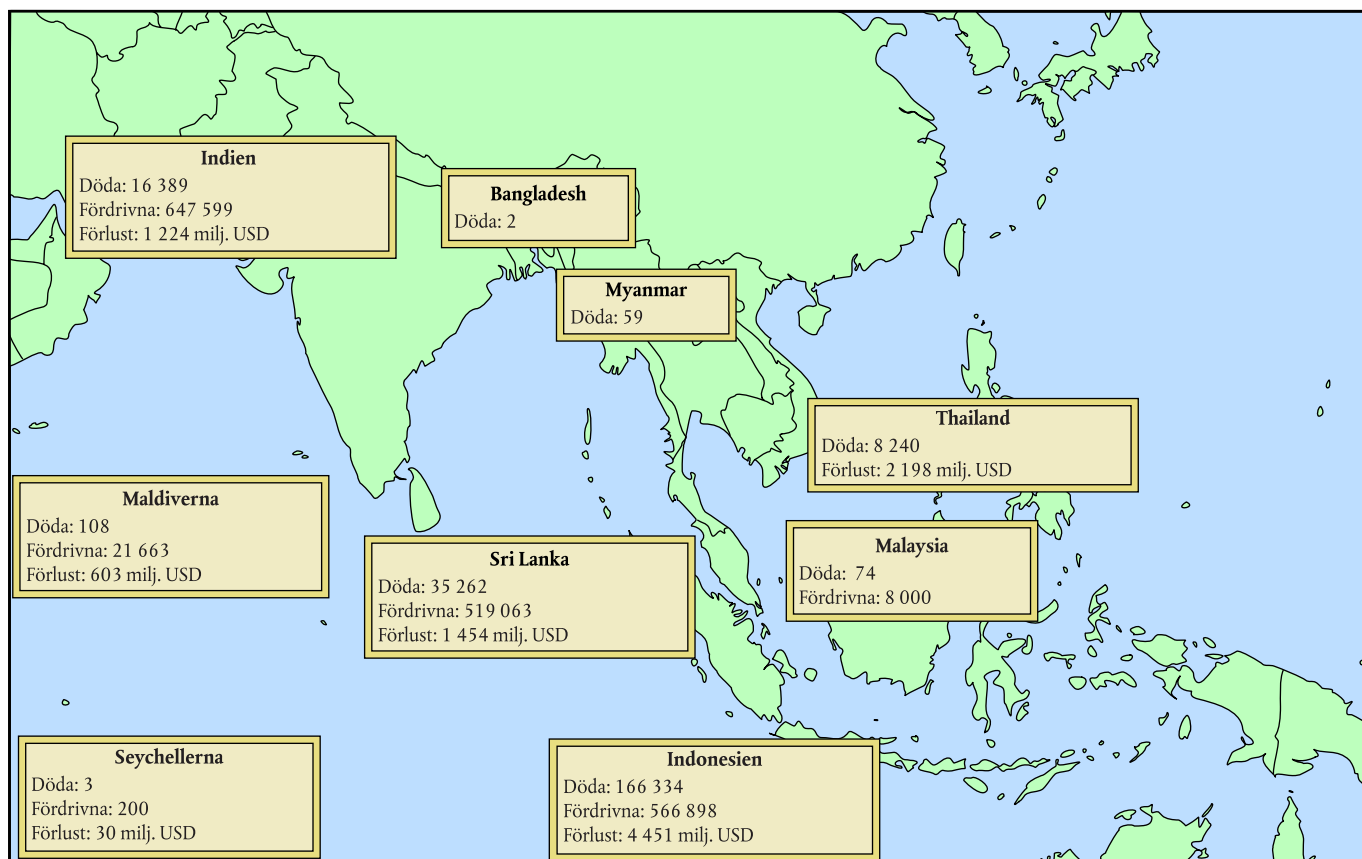 Indien
Döda: 16 389
Fördrivna: 647 599
Förlust: 1 224 milj. USD
Bangladesh
Döda: 2
Myanmar
Döda: 59
Thailand
Döda: 8 240
Förlust: 2 198 milj. USD
Maldiverna
Döda: 108
Fördrivna: 21 663
Förlust: 603 milj. USD
Sri Lanka
Döda: 35 262
Fördrivna: 519 063
Förlust: 1 454 milj. USD
Malaysia
Döda: 74
Fördrivna: 8 000
Seychellerna
Döda: 3
Fördrivna: 200
Förlust: 30 milj. USD
Indonesien
Döda: 166 334
Fördrivna: 566 898
Förlust: 4 451 milj. USD